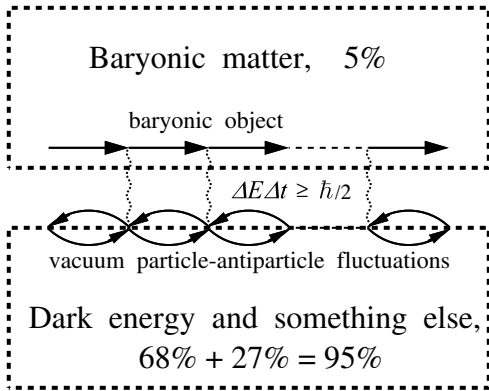 Baryonic matter, 5%
baryonic object
ΔEΔt ≥ ℏ/2
vacuum particle-antiparticle fluctuations
Dark energy and something else,
68% + 27% = 95%